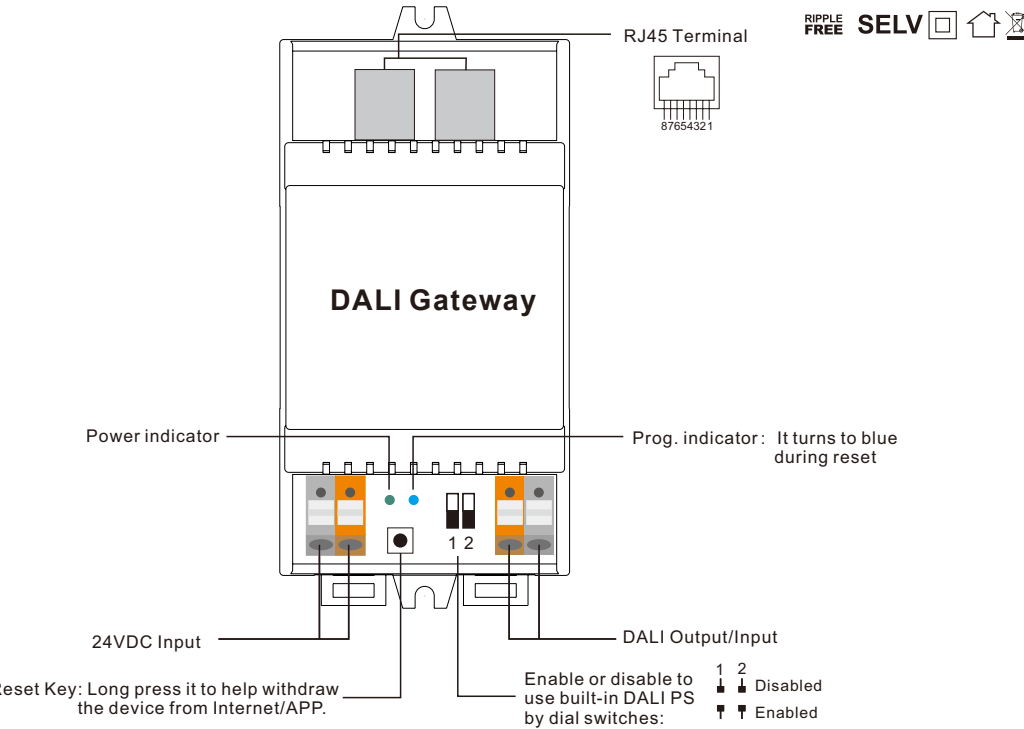 RIPPLE
FREE
SELV
RJ45 Terminal
87654321
DALI Gateway
Power indicator
Prog. indicator: It turns to blue
during reset
1 2
24VDC Input
DALI Output/Input
Reset Key: Long press it to help withdraw
the device from Internet/APP.
Enable or disable to
use built-in DALI PS
by dial switches:
1 2
Disabled
Enabled